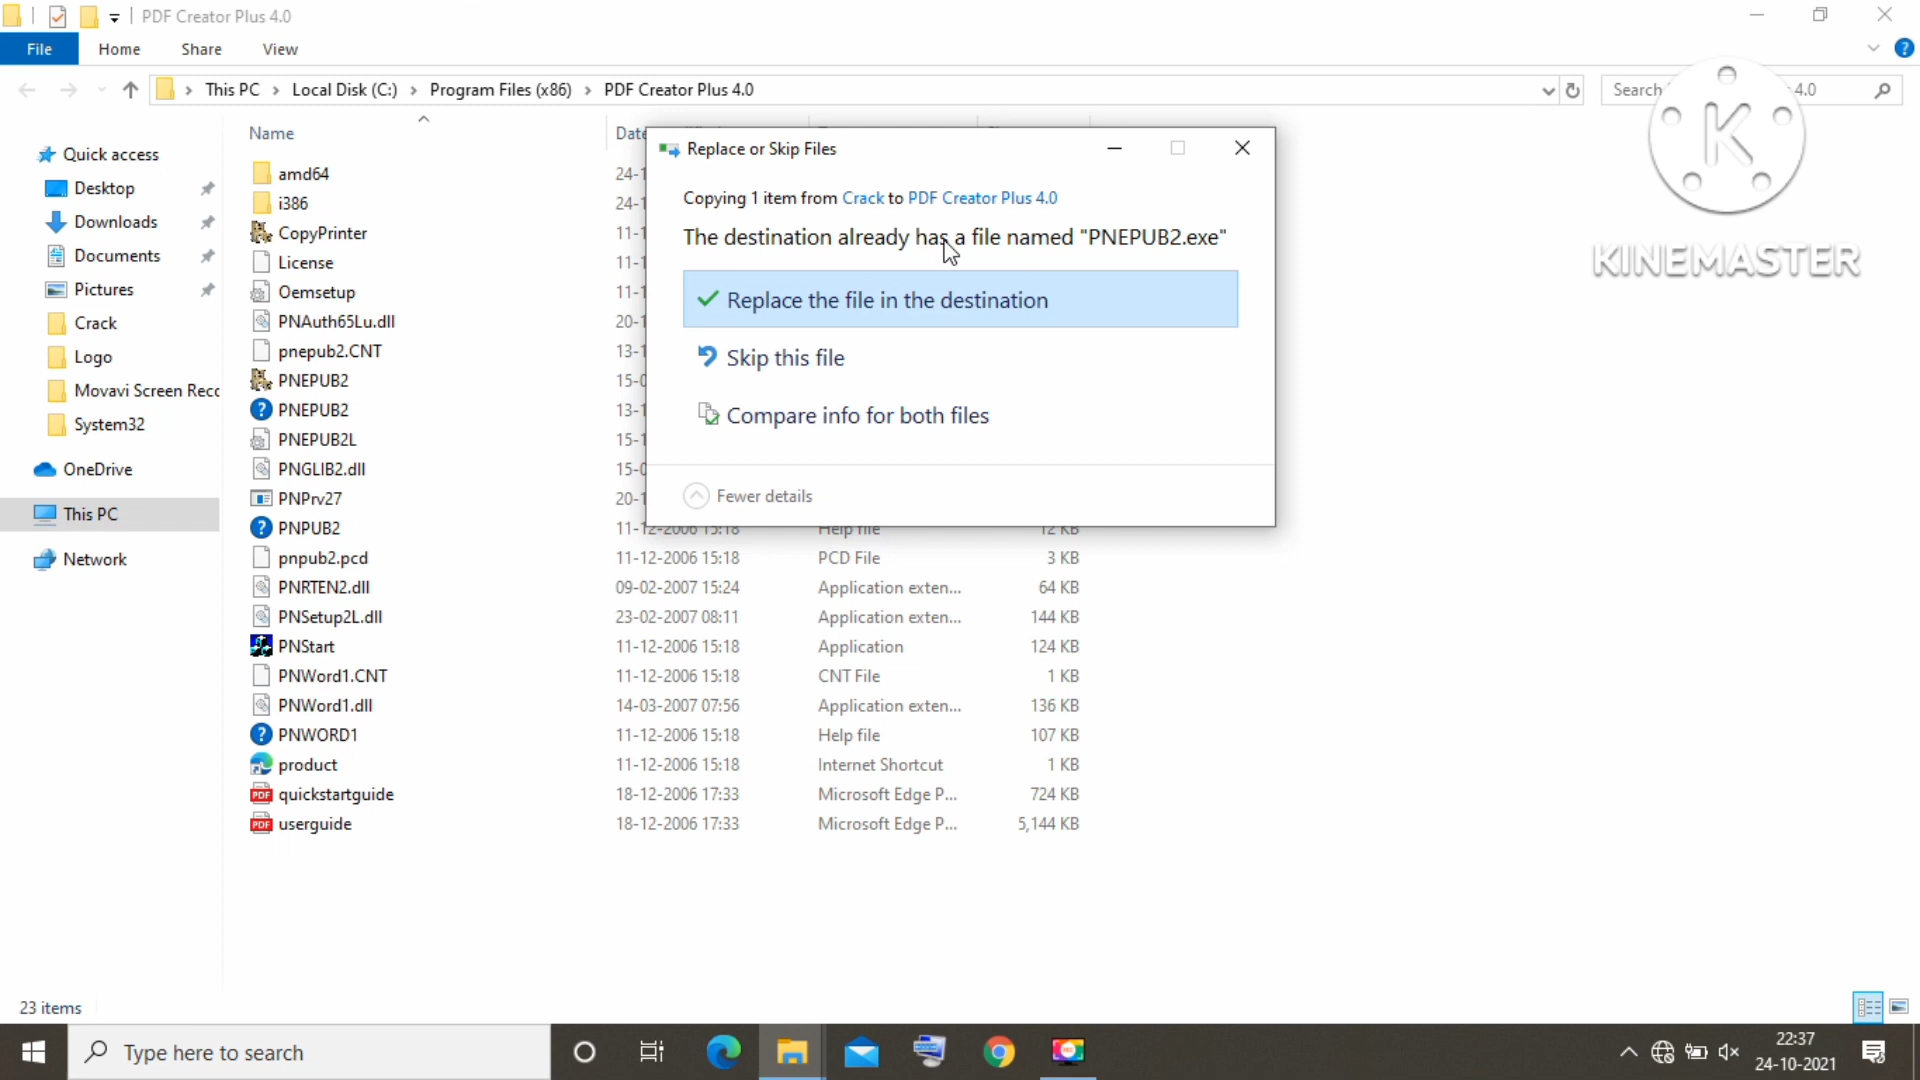 PDF Creator Plus 4.0
File Home Share View
This PC Local Disk (C:) Program Files (x86) PDF Creator Plus 4.0
Search 4.0
K
KINEMASTER
Quick access
Desktop
Downloads
Documents
Pictures
Crack
Logo
Movavi Screen Reco
System32
OneDrive
This PC
Network
Name Date
amd64 24-1
i386 24-1
CopyPrinter 11-1
License 11-1
Oemsetup 11-1
PNAuth65Lu.dll 20-1
pnepub2.CNT 13-1
PNEPUB2 15-0
PNEPUB2 13-1
PNEPUB2L 15-1
PNGLIB2.dll 15-0
PNPrv27 20-1
PNPUB2 11-12-2006 15:18 Help file 12 KB
pnpub2.pcd 11-12-2006 15:18 PCD File 3 KB
PNRTEN2.dll 09-02-2007 15:24 Application exten... 64 KB
PNSetup2L.dll 23-02-2007 08:11 Application exten... 144 KB
PNStart 11-12-2006 15:18 Application 124 KB
PNWord1.CNT 11-12-2006 15:18 CNT File 1 KB
PNWord1.dll 14-03-2007 07:56 Application exten... 136 KB
PNWORD1 11-12-2006 15:18 Help file 107 KB
product 11-12-2006 15:18 Internet Shortcut 1 KB
quickstartguide 18-12-2006 17:33 Microsoft Edge P... 724 KB
userguide 18-12-2006 17:33 Microsoft Edge P... 5,144 KB
Replace or Skip Files
Copying 1 item from Crack to PDF Creator Plus 4.0
The destination already has a file named "PNEPUB2.exe"
Replace the file in the destination
Skip this file
Compare info for both files
Fewer details
23 items
Type here to search
22:37
24-10-2021